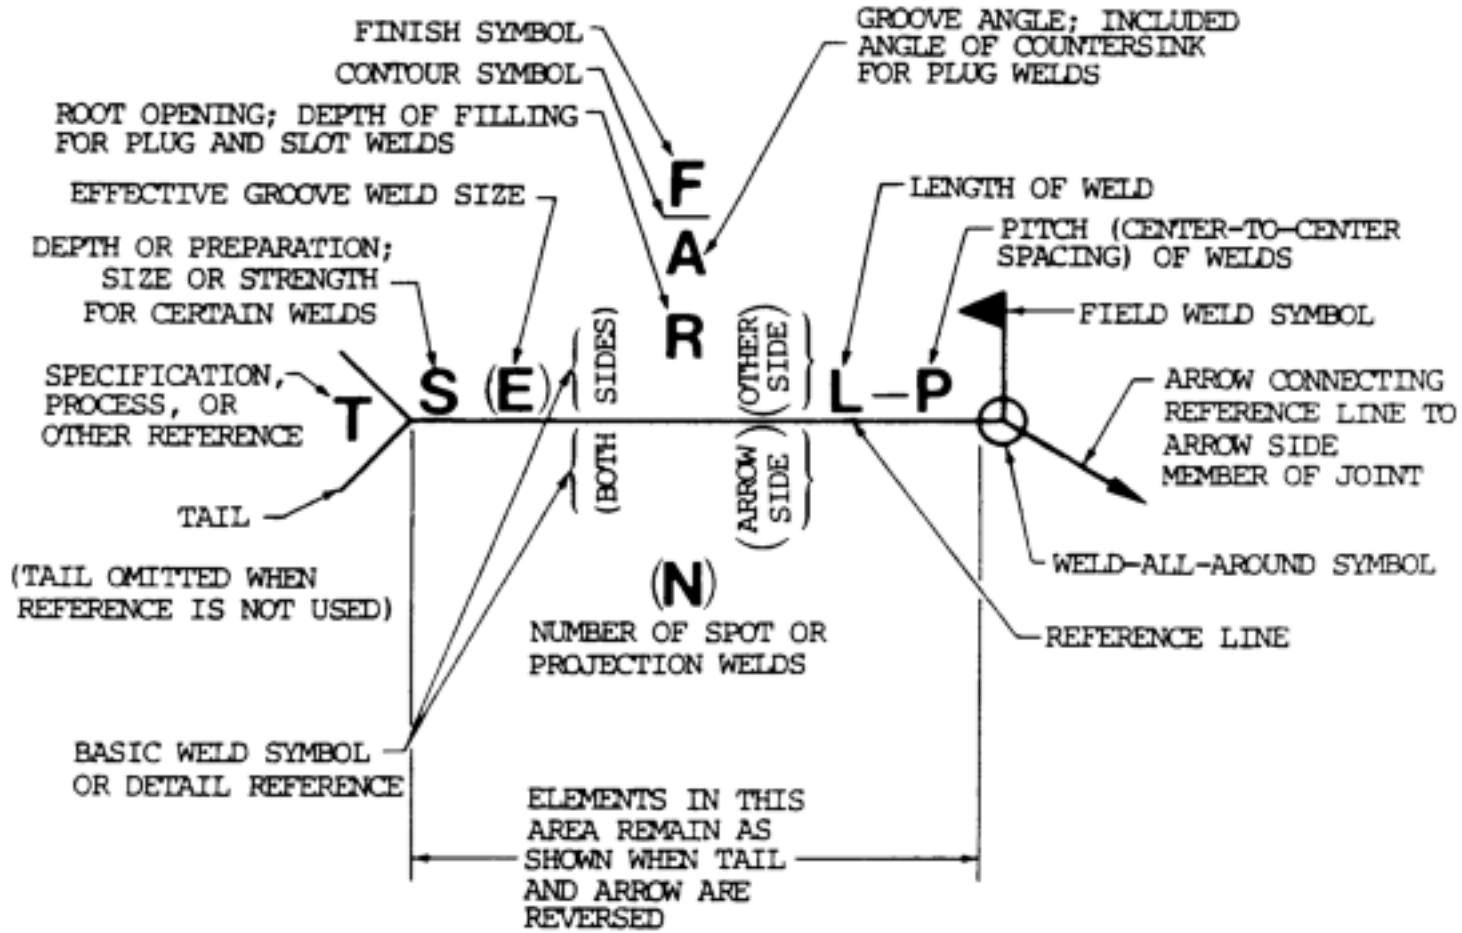 FINISH SYMBOL
CONTOUR SYMBOL
ROOT OPENING; DEPTH OF FILLING
FOR PLUG AND SLOT WELDS
EFFECTIVE GROOVE WELD SIZE
DEPTH OR PREPARATION;
SIZE OR STRENGTH
FOR CERTAIN WELDS
SPECIFICATION,
PROCESS, OR
OTHER REFERENCE
TAIL
(TAIL OMITTED WHEN
REFERENCE IS NOT USED)
BASIC WELD SYMBOL
OR DETAIL REFERENCE
GROOVE ANGLE; INCLUDED
ANGLE OF COUNTERSINK
FOR PLUG WELDS
F
A
R
T
S (E)
(BOTH SIDES)
(OTHER
SIDE)
(ARROW
SIDE)
L-P
(N)
NUMBER OF SPOT OR
PROJECTION WELDS
ELEMENTS IN THIS
AREA REMAIN AS
SHOWN WHEN TAIL
AND ARROW ARE
REVERSED
LENGTH OF WELD
PITCH (CENTER-TO-CENTER
SPACING) OF WELDS
FIELD WELD SYMBOL
ARROW CONNECTING
REFERENCE LINE TO
ARROW SIDE
MEMBER OF JOINT
WELD-ALL-AROUND SYMBOL
REFERENCE LINE